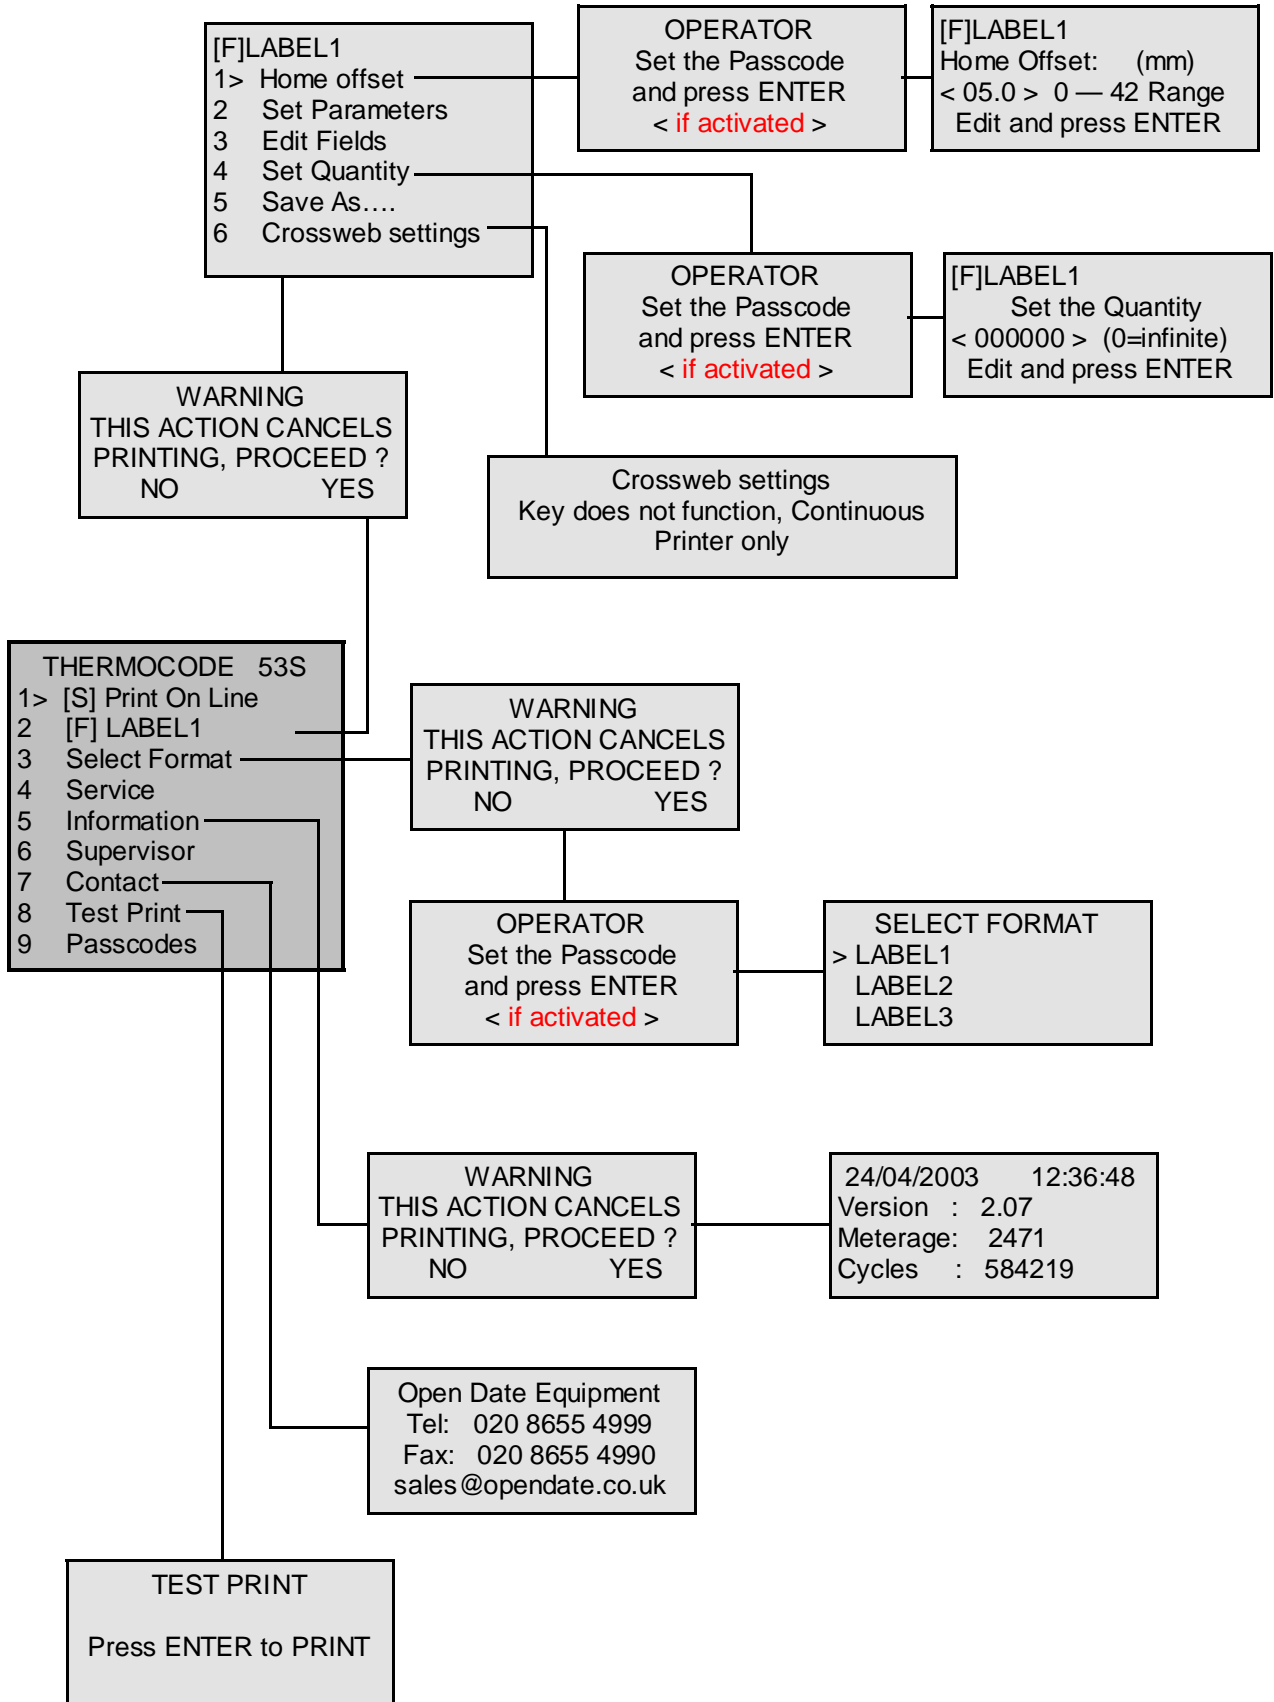 [F]LABEL1
1> Home offset
2 Set Parameters
3 Edit Fields
4 Set Quantity
5 Save As....
6 Crossweb settings
OPERATOR
Set the Passcode
and press ENTER
< if activated >
[F]LABEL1
Home Offset: (mm)
< 05.0 > 0 — 42 Range
Edit and press ENTER
OPERATOR
Set the Passcode
and press ENTER
< if activated >
[F]LABEL1
Set the Quantity
< 000000 > (0=infinite)
Edit and press ENTER
WARNING
THIS ACTION CANCELS
PRINTING, PROCEED ?
NO YES
Crossweb settings
Key does not function, Continuous
Printer only
THERMOCODE 53S
1> [S] Print On Line
2 [F] LABEL1
3 Select Format
4 Service
5 Information
6 Supervisor
7 Contact
8 Test Print
9 Passcodes
WARNING
THIS ACTION CANCELS
PRINTING, PROCEED ?
NO YES
OPERATOR
Set the Passcode
and press ENTER
< if activated >
SELECT FORMAT
> LABEL1
LABEL2
LABEL3
WARNING
THIS ACTION CANCELS
PRINTING, PROCEED ?
NO YES
24/04/2003 12:36:48
Version : 2.07
Meterage: 2471
Cycles : 584219
Open Date Equipment
Tel: 020 8655 4999
Fax: 020 8655 4990
sales@opendate.co.uk
TEST PRINT
Press ENTER to PRINT